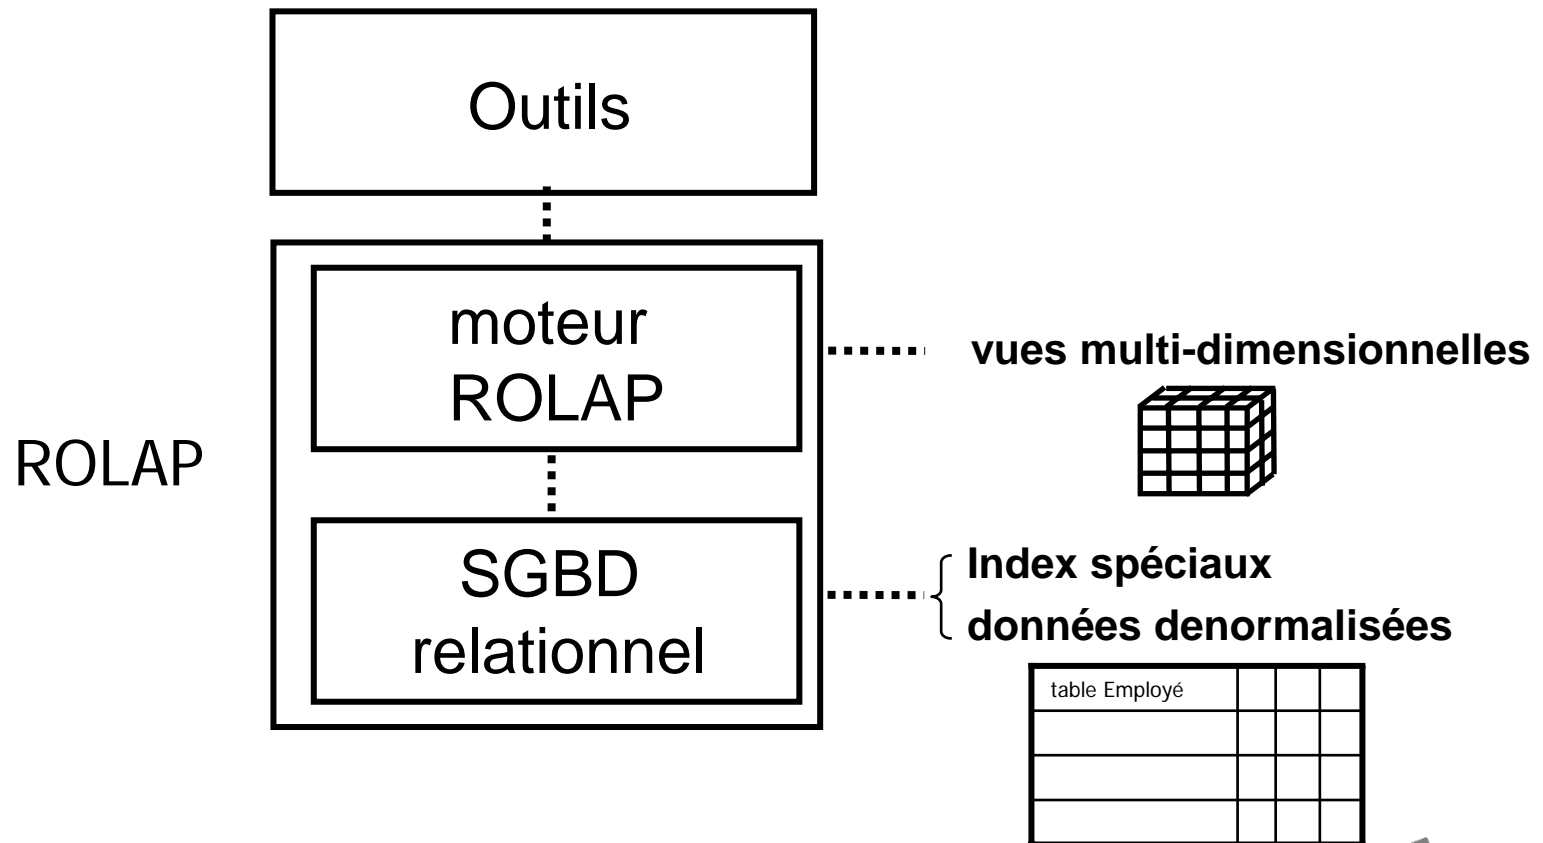 Outils
moteur
ROLAP
vues multi-dimensionnelles
ROLAP
SGBD
relationnel
Index spéciaux
données denormalisées
table Employé